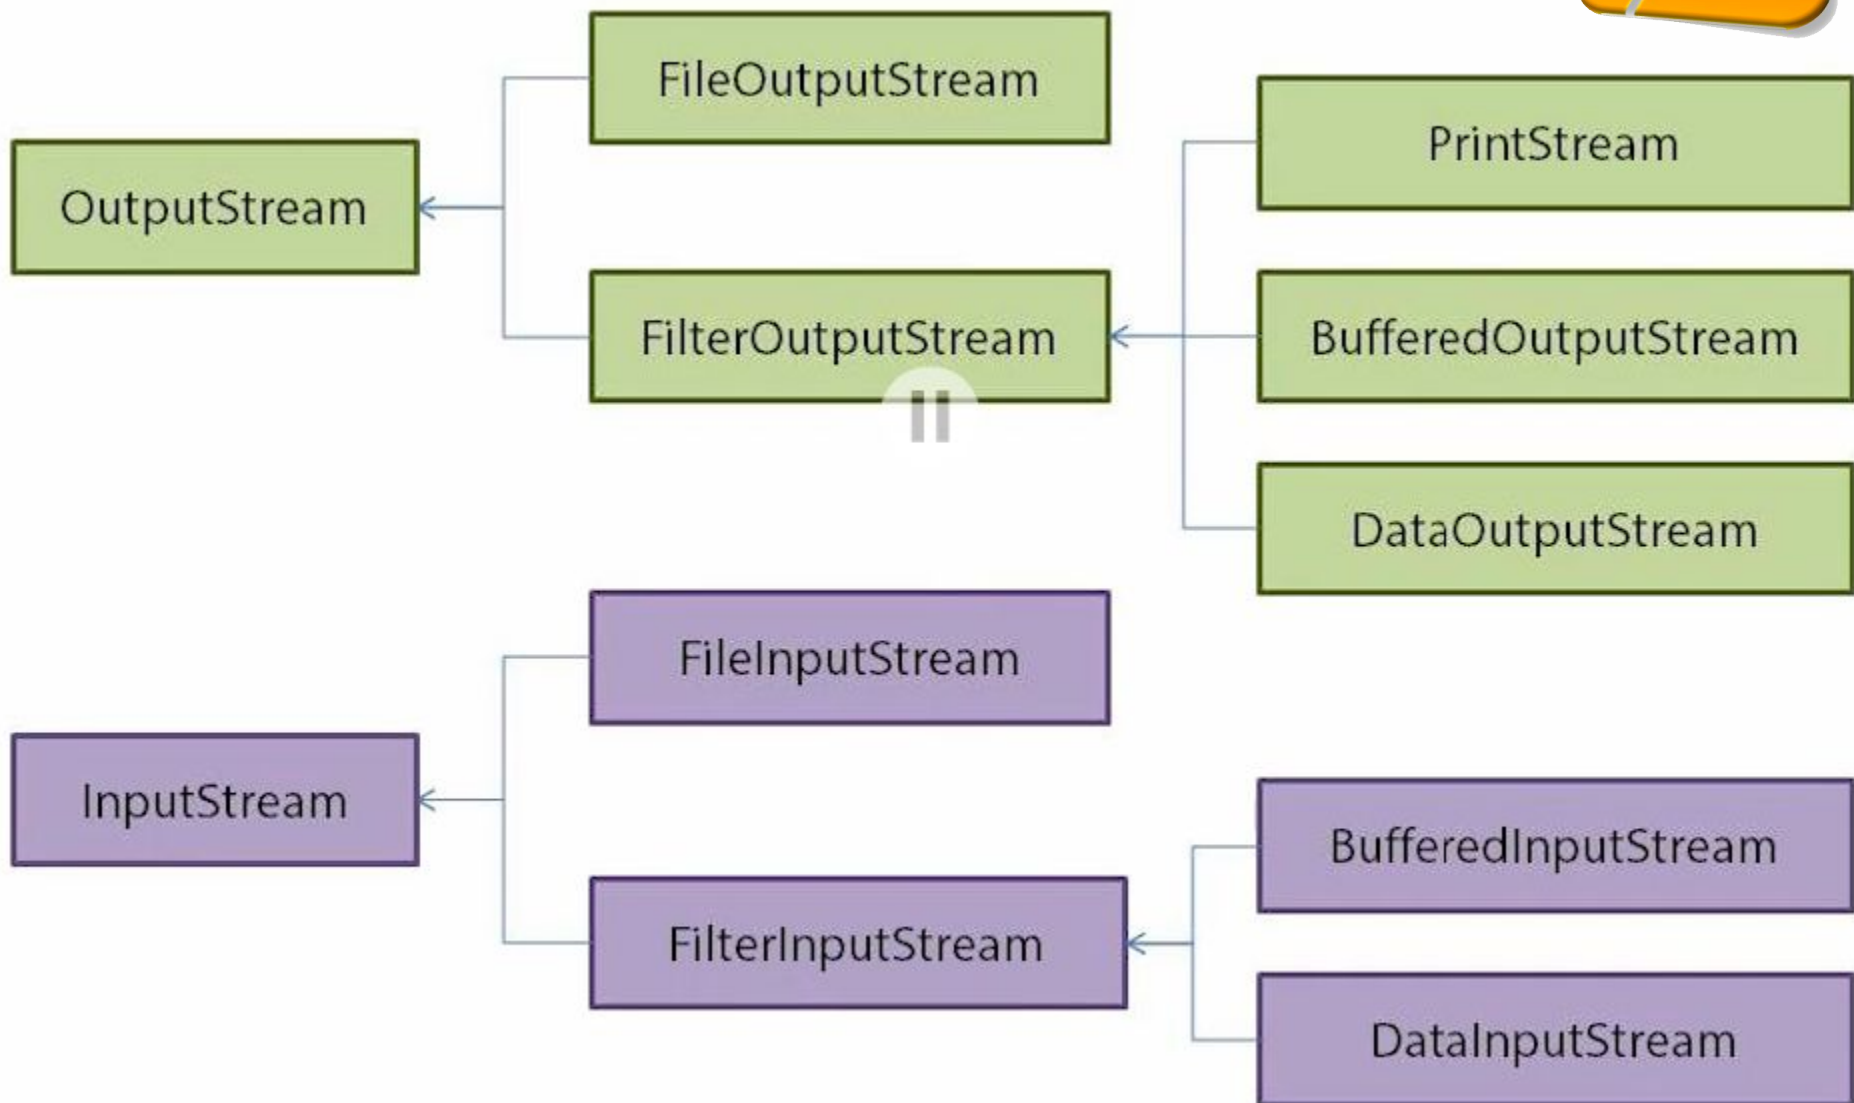 FileOutputStream
PrintStream
OutputStream
FilterOutputStream
BufferedOutputStream
DataOutputStream
FileInputStream
InputStream
BufferedInputStream
FilterInputStream
DataInputStream